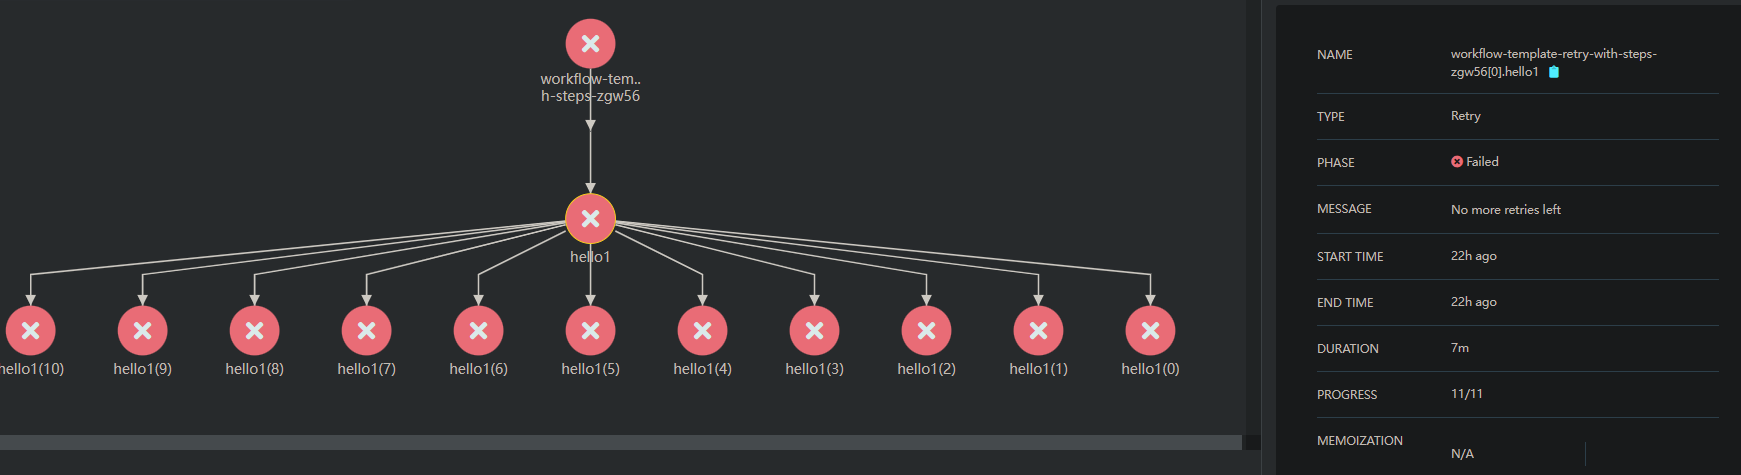 workflow-tem..
h-steps-zgw56
hello1
hello1(10)
hello1(9)
hello1(8)
hello1(7)
hello1(6)
hello1(5)
hello1(4)
hello1(3)
hello1(2)
hello1(1)
hello1(0)
NAME
workflow-template-retry-with-steps-
zgw56[0].hello1
TYPE
Retry
PHASE
Failed
MESSAGE
No more retries left
START TIME
22h ago
END TIME
22h ago
DURATION
7m
PROGRESS
11/11
MEMOIZATION
N/A